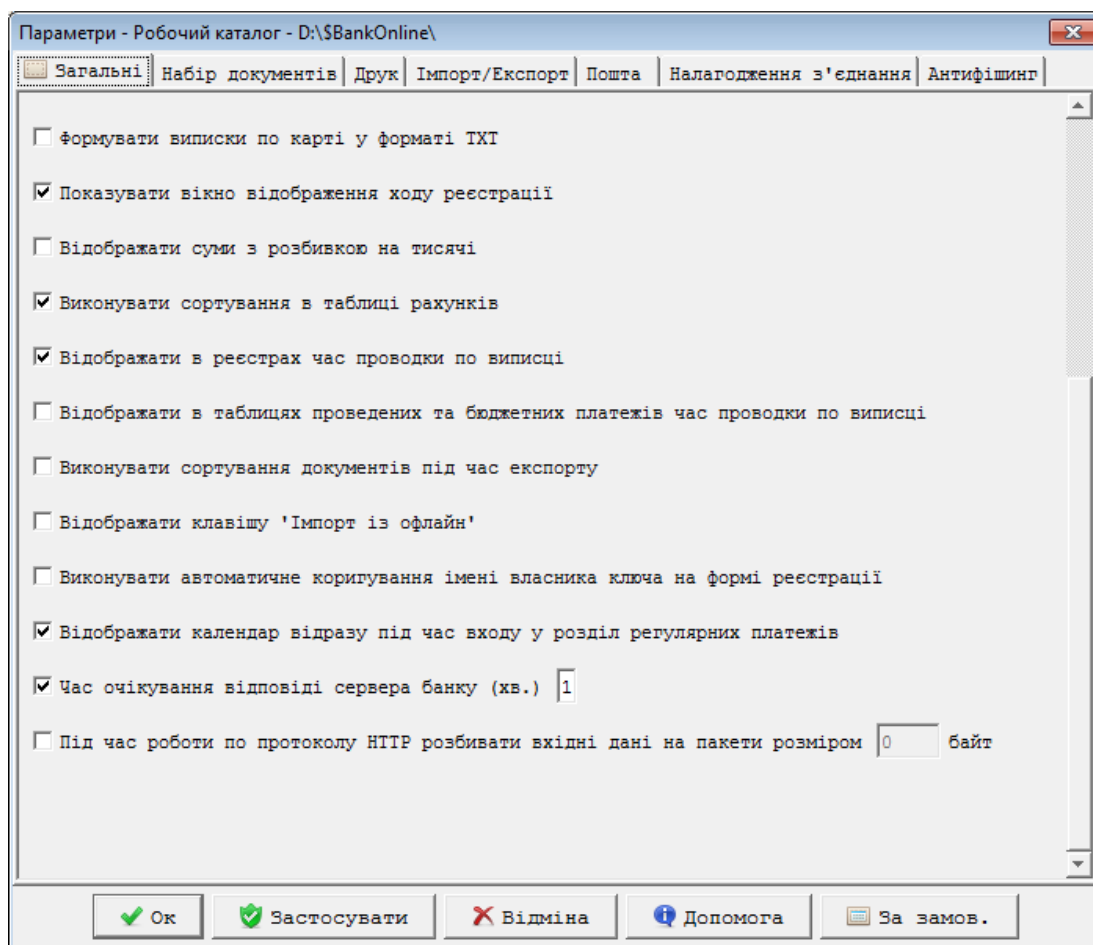 Параметри - Робочий каталог - D:\$BankOnline\
Загальні Набір документів Друк Імпорт/Експорт Пошта Налагодження з'єднання Антифішинг
Формувати виписки по карті у форматі TXT
Показувати вікно відображення ходу реєстрації
Відображати суми з розбивкою на тисячі
Виконувати сортування в таблиці рахунків
Відображати в реєстрах час проводки по виписці
Відображати в таблицях проведених та бюджетних платежів час проводки по виписці
Виконувати сортування документів під час експорту
Відображати клавішу 'Імпорт із офлайн'
Виконувати автоматичне коригування імені власника ключа на формі реєстрації
Відображати календар відразу під час входу у розділ регулярних платежів
Час очікування відповіді сервера банку (хв.) 1
Під час роботи по протоколу HTTP розбивати вхідні дані на пакети розміром 0 байт
Ок Застосувати Відміна Допомога За замов.